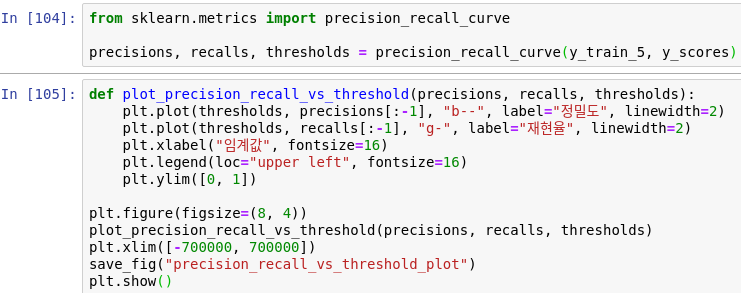 In [104]: from sklearn.metrics import precision_recall_curve
precisions, recalls, thresholds = precision_recall_curve(y_train_5, y_scores)
In [105]: def plot_precision_recall_vs_threshold(precisions, recalls, thresholds):
    plt.plot(thresholds, precisions[:-1], "b--", label="정밀도", linewidth=2)
    plt.plot(thresholds, recalls[:-1], "g-", label="재현율", linewidth=2)
    plt.xlabel("임계값", fontsize=16)
    plt.legend(loc="upper left", fontsize=16)
    plt.ylim([0, 1])
plt.figure(figsize=(8, 4))
plot_precision_recall_vs_threshold(precisions, recalls, thresholds)
plt.xlim([-700000, 700000])
save_fig("precision_recall_vs_threshold_plot")
plt.show()